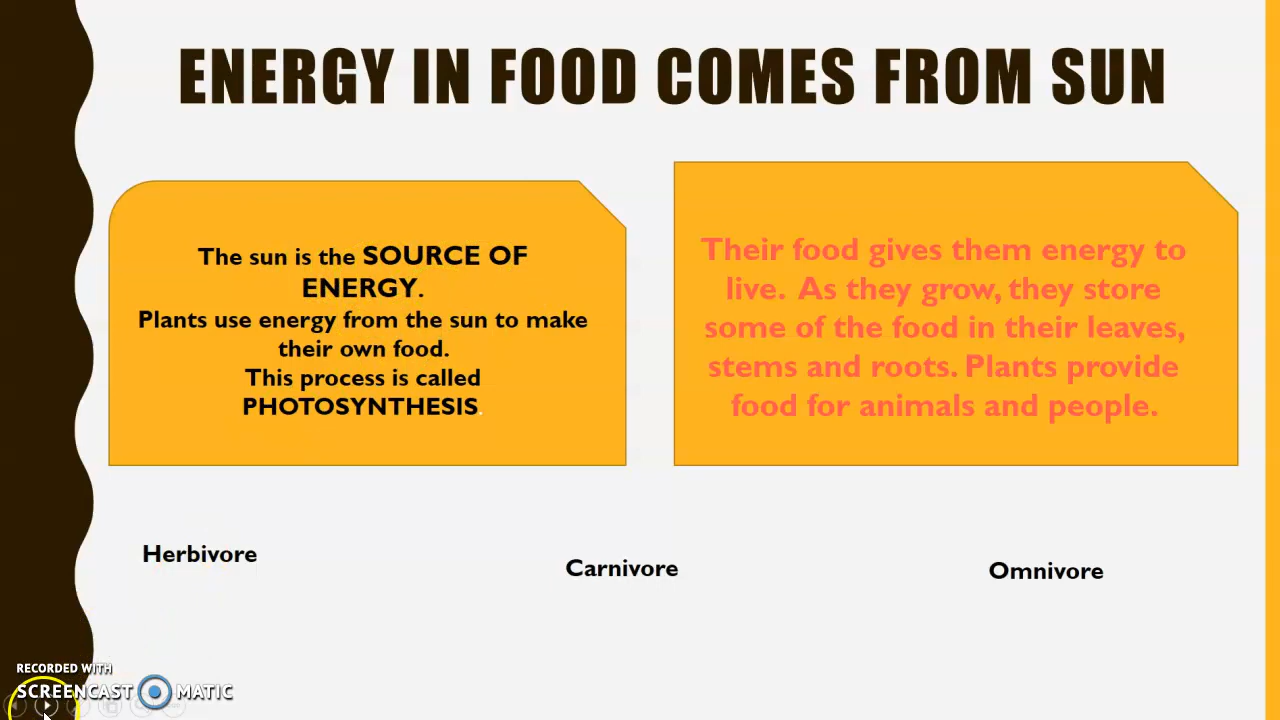 ENERGY IN FOOD COMES FROM SUN
The sun is the SOURCE OF
ENERGY.
Plants use energy from the sun to make
their own food.
This process is called
PHOTOSYNTHESIS.
Their food gives them energy to
live. As they grow, they store
some of the food in their leaves,
stems and roots. Plants provide
food for animals and people.
Herbivore
Carnivore
Omnivore
RECORDED WITH
SCREENCAST MATIC